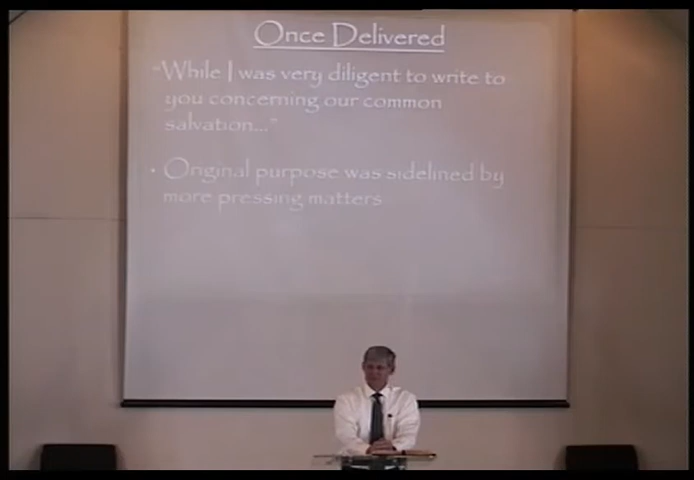 Once Delivered
"While I was very diligent to write to
you concerning our common
salvation..."
• Original purpose was sidelined by
more pressing matters